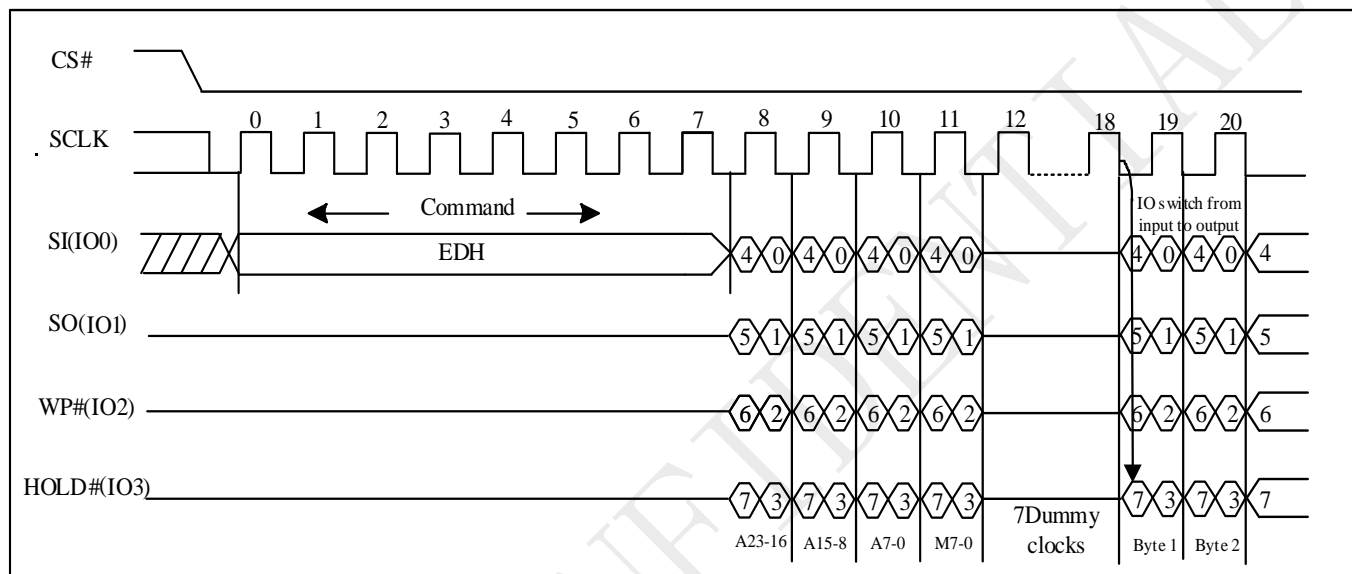 CS#
SCLK
0 1 2 3 4 5 6 7 8 9 10 11 12 18 19 20
Command
IO switch from
input to output
SI(IO0)
EDH
4 0 4 0 4 0 4 0 4 0 4 0 4
SO(IO1)
5 1 5 1 5 1 5 1 5 1 5 1 5
WP#(IO2)
6 2 6 2 6 2 6 2 6 2 6 2 6
HOLD#(IO3)
7 3 7 3 7 3 7 3 7 3 7 3 7
A23-16 A15-8 A7-0 M7-0
7Dummy
clocks
Byte 1 Byte 2